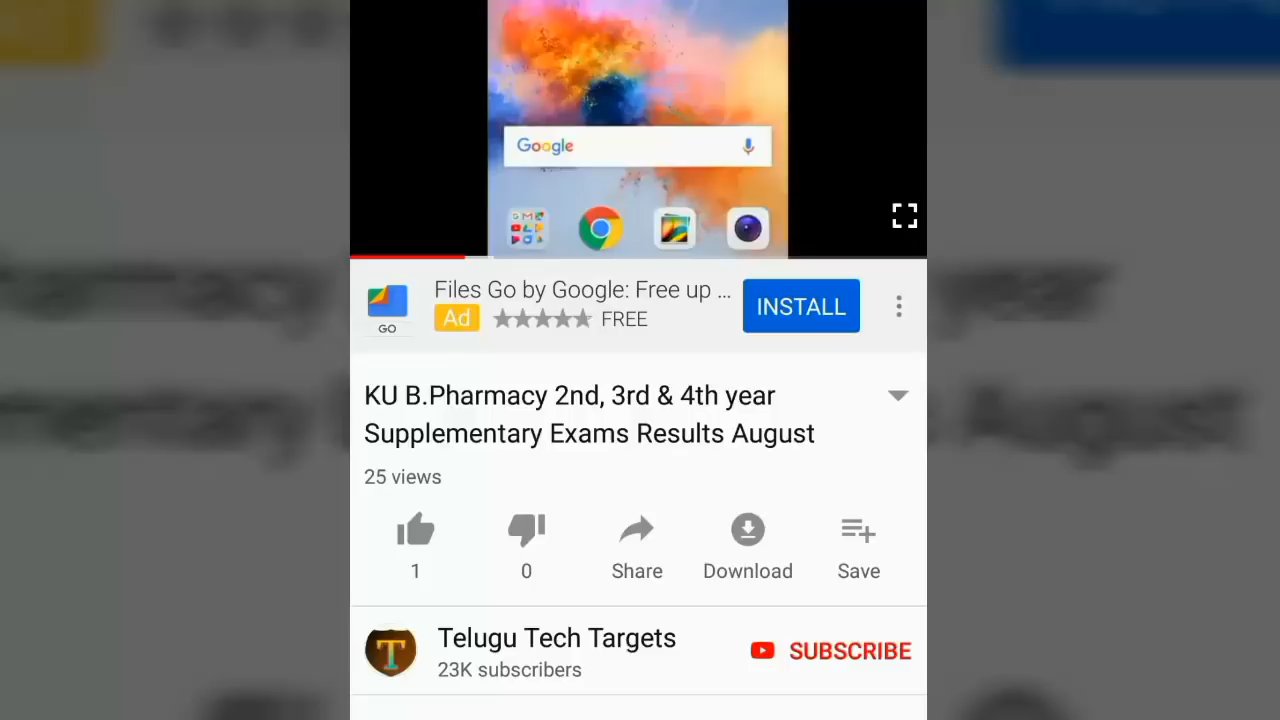 Google
Files Go by Google: Free up ...
Ad FREE
INSTALL
GO
KU B.Pharmacy 2nd, 3rd & 4th year
Supplementary Exams Results August
25 views
1
0
Share
Download
Save
T
Telugu Tech Targets
23K subscribers
SUBSCRIBE